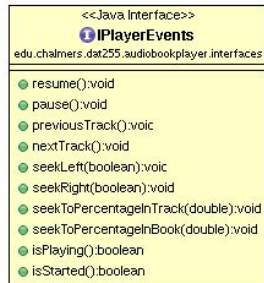 <<Java Interface>>
IPlayerEvents
edu.chalmers.dat255.audiobookplayer.interfaces
resume():void
pause():void
previousTrack():voic
nextTrack():void
seekLeft(boolean):voic
seekRight(boolean):void
seekToPercentageInTrack(double):void
seekToPercentageInBook(double):void
isPlaying():boolean
isStarted():boolean